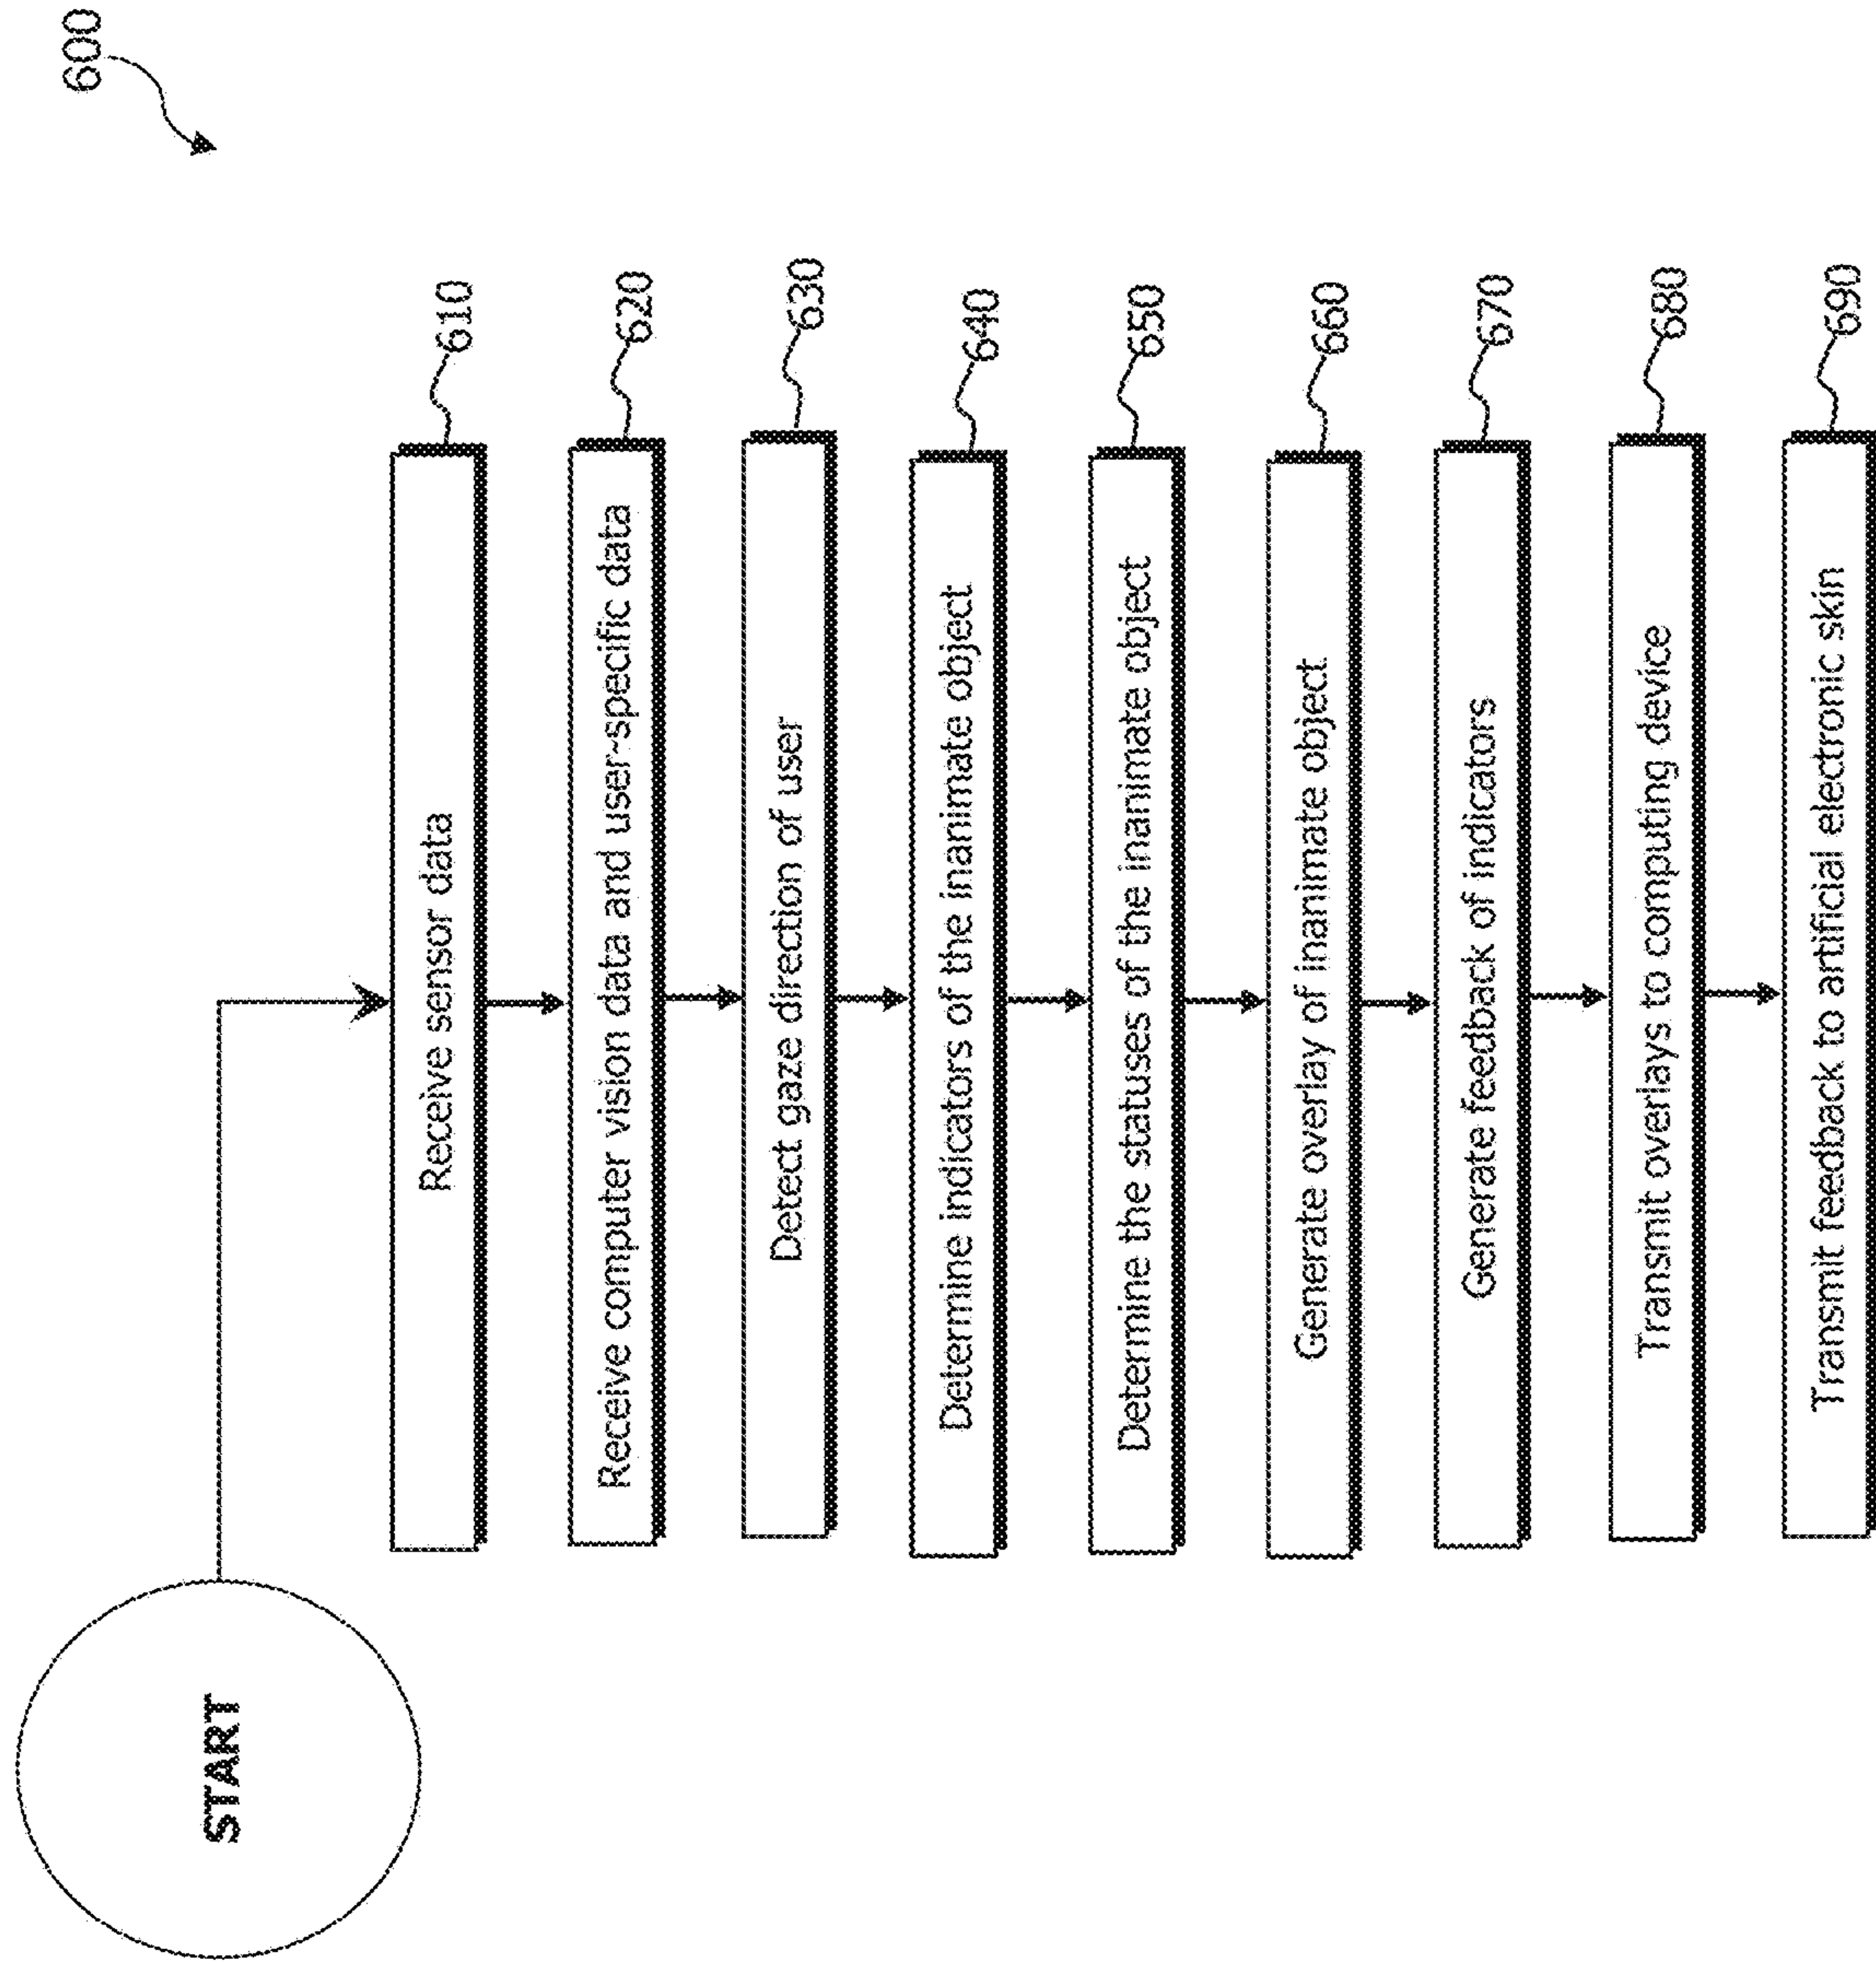 600
START
Receive sensor data
610
Receive computer vision data and user-specific data
620
Detect gaze direction of user
630
Determine indicators of the inanimate object
640
Determine the statuses of the inanimate object
650
Generate overlay of inanimate object
660
Generate feedback of indicators
670
Transmit overlays to computing device
680
Transmit feedback to artificial electronic skin
690